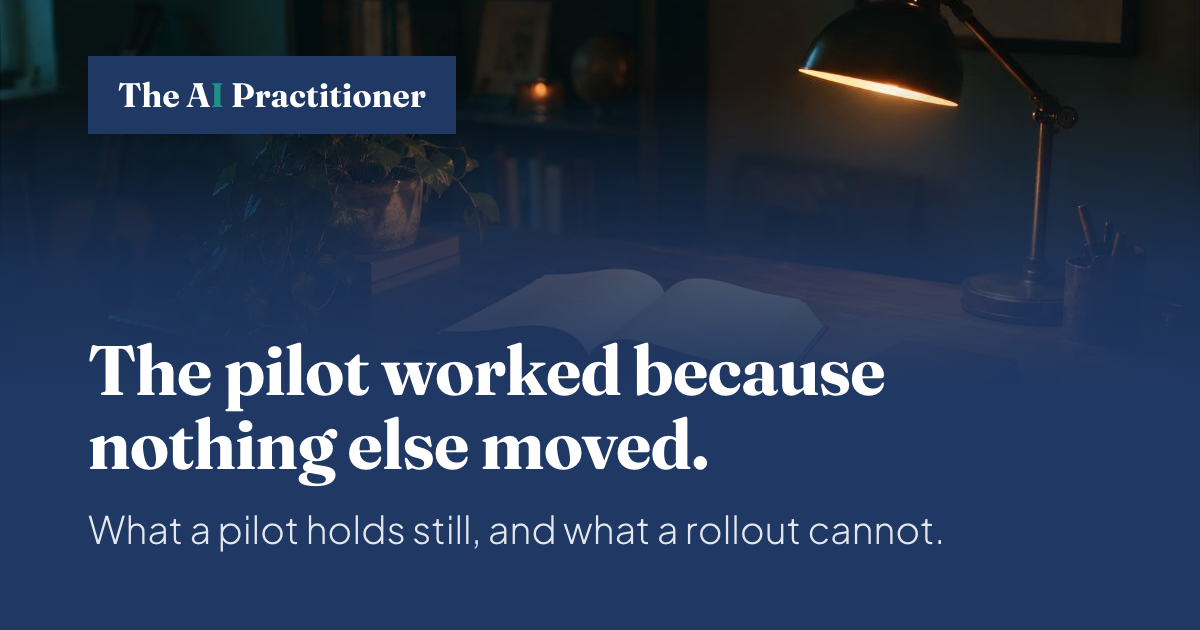 The AI Practitioner
The pilot worked because
nothing else moved.
What a pilot holds still, and what a rollout cannot.